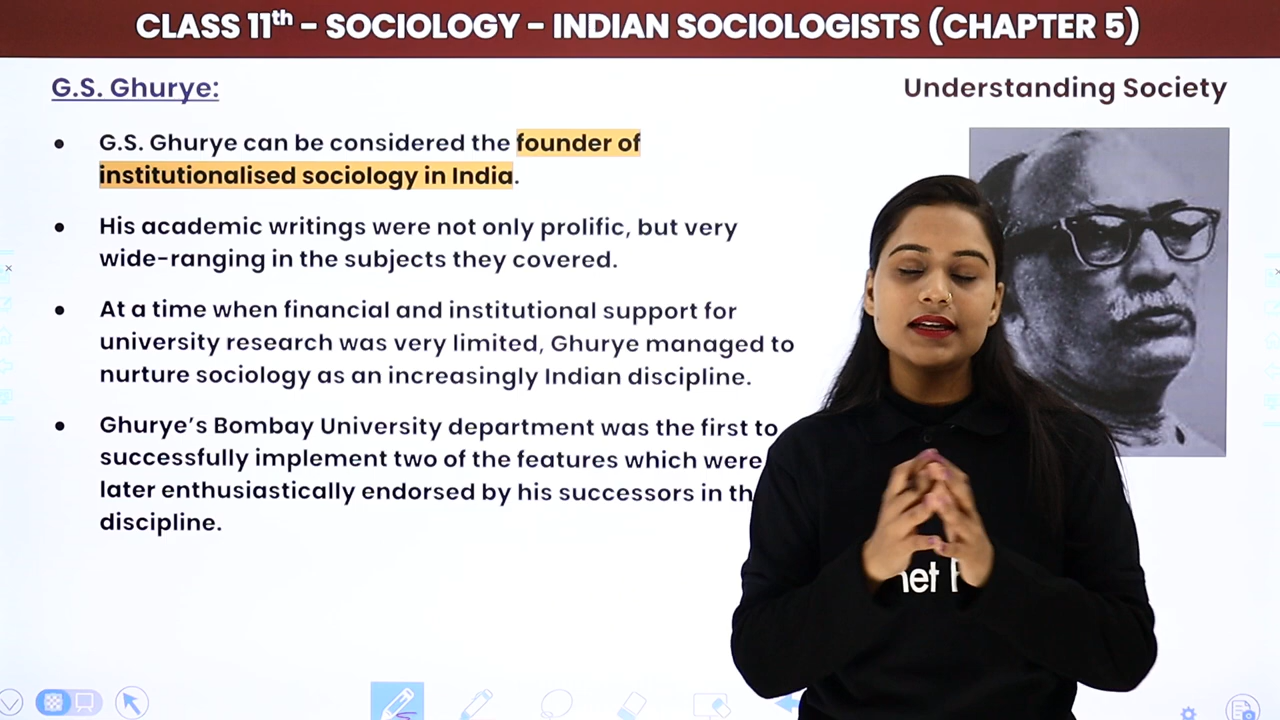 CLASS 11th - SOCIOLOGY - INDIAN SOCIOLOGISTS (CHAPTER 5)
G.S. Ghurye:
Understanding Society
• G.S. Ghurye can be considered the founder of
institutionalised sociology in India.
• His academic writings were not only prolific, but very
wide-ranging in the subjects they covered.
• At a time when financial and institutional support for
university research was very limited, Ghurye managed to
nurture sociology as an increasingly Indian discipline.
• Ghurye's Bombay University department was the first to
successfully implement two of the features which were
later enthusiastically endorsed by his successors in th
discipline.